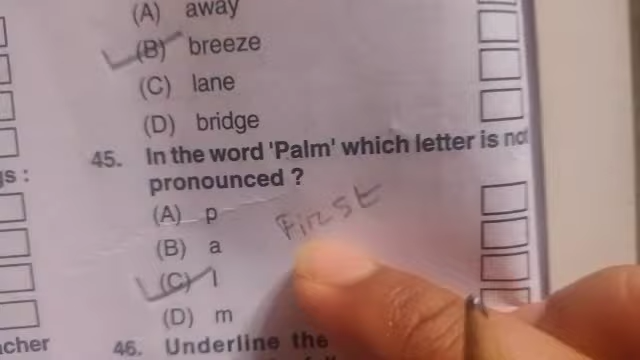 (A) away
(B) breeze
(C) lane
(D) bridge
45. In the word 'Palm' which letter is not
pronounced ?
gs :
(A) p
First
(B) a
(C) l
(D) m
acher
46. Underline the